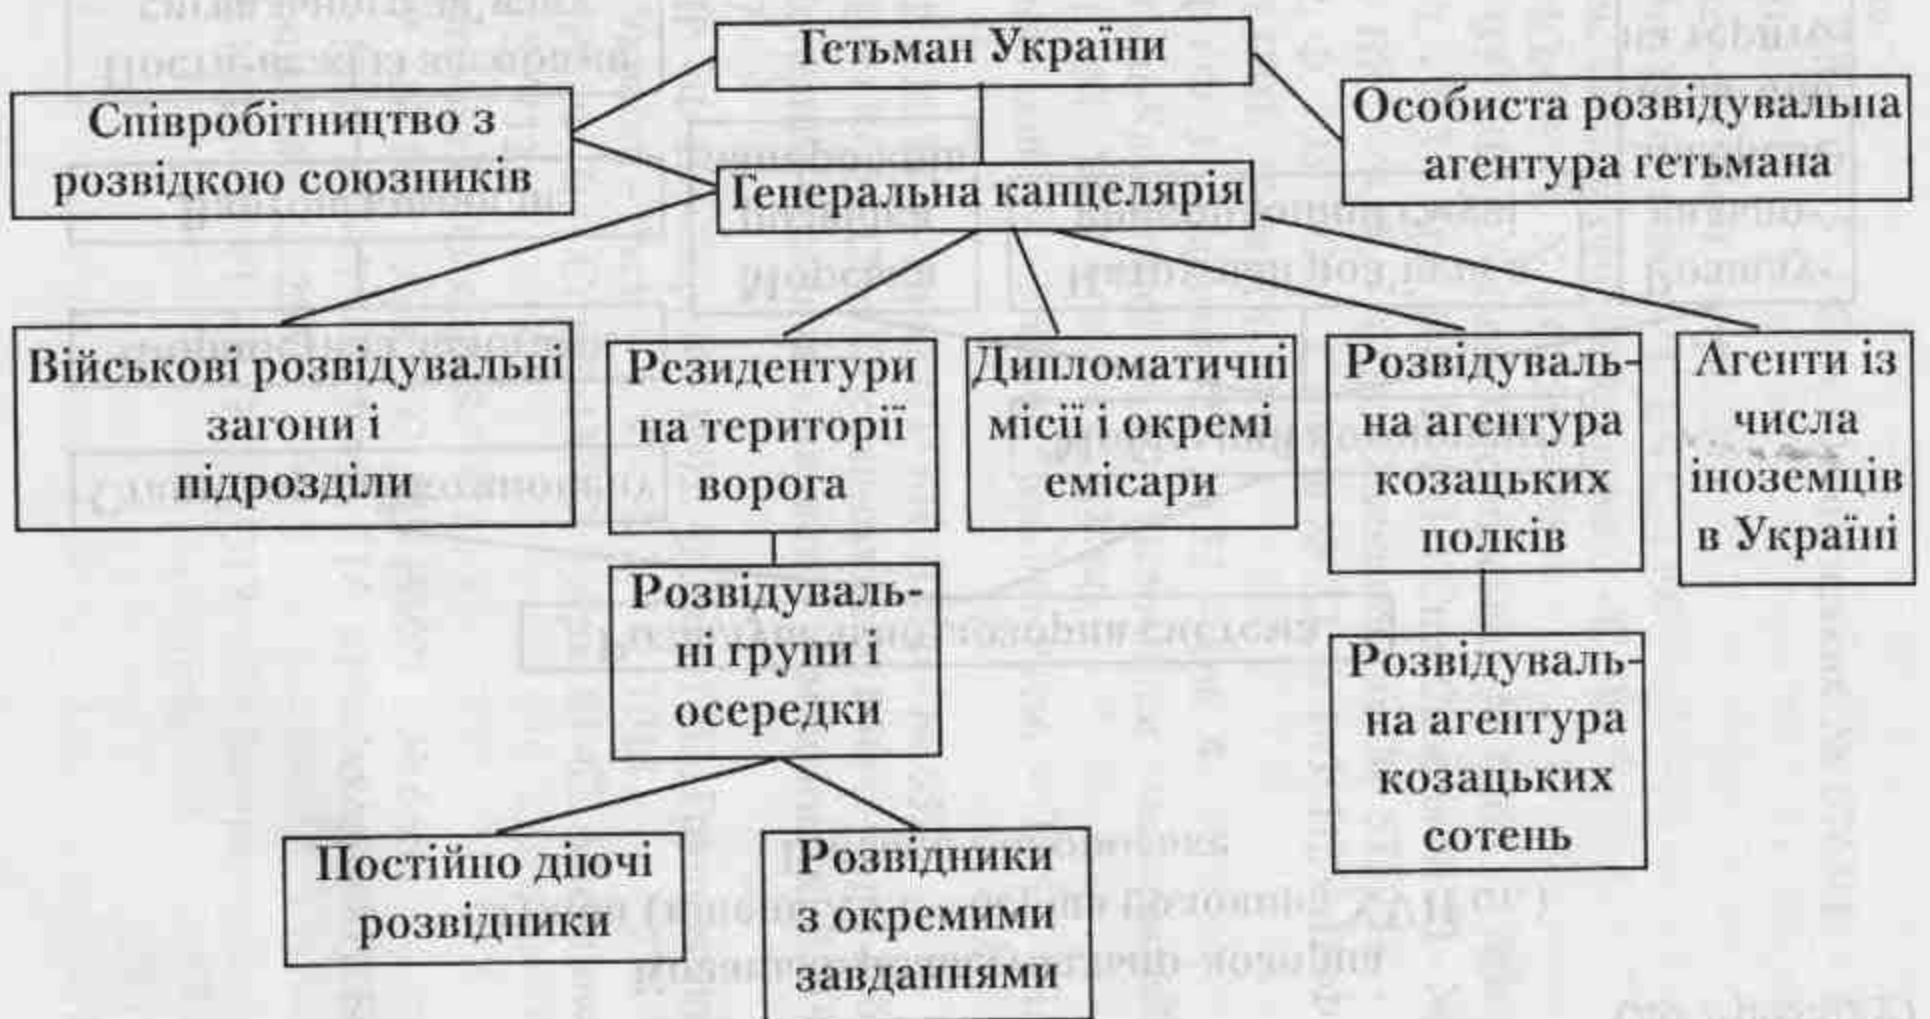 Гетьман України
Співробітництво з
розвідкою союзників
Особиста розвідувальна
агентура гетьмана
Генеральна канцелярія
Військові розвідувальні
загони і
підрозділи
Резидентури
на території
ворога
Дипломатичні
місії і окремі
емісари
Розвідуваль-
на агентура
козацьких
полків
Агенти із
числа
іноземців
в Україні
Розвідуваль-
ні групи і
осередки
Розвідуваль-
на агентура
козацьких
сотень
Постійно діючі
розвідники
Розвідники
з окремими
завданнями